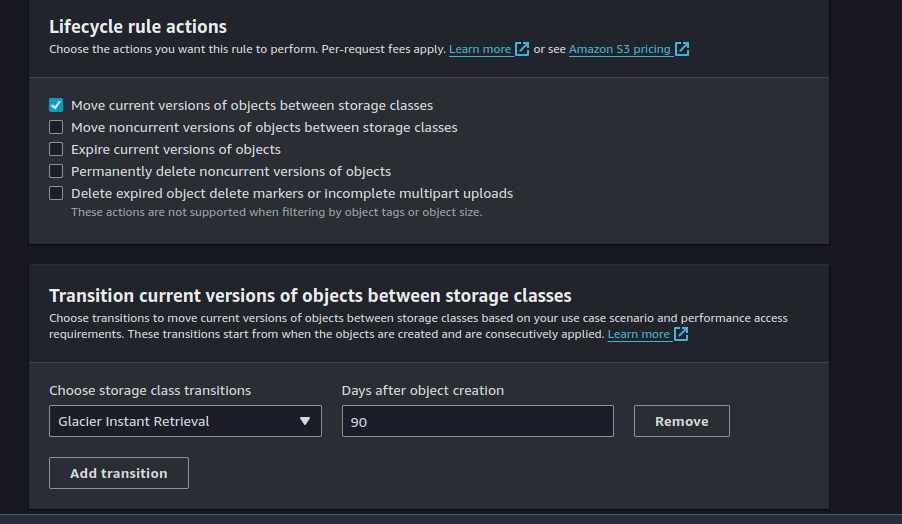 Lifecycle rule actions
Choose the actions you want this rule to perform. Per-request fees apply. Learn more or see Amazon S3 pricing
Move current versions of objects between storage classes
Move noncurrent versions of objects between storage classes
Expire current versions of objects
Permanently delete noncurrent versions of objects
Delete expired object delete markers or incomplete multipart uploads
These actions are not supported when filtering by object tags or object size.
Transition current versions of objects between storage classes
Choose transitions to move current versions of objects between storage classes based on your use case scenario and performance access
requirements. These transitions start from when the objects are created and are consecutively applied. Learn more
Choose storage class transitions Days after object creation
Glacier Instant Retrieval 90 Remove
Add transition